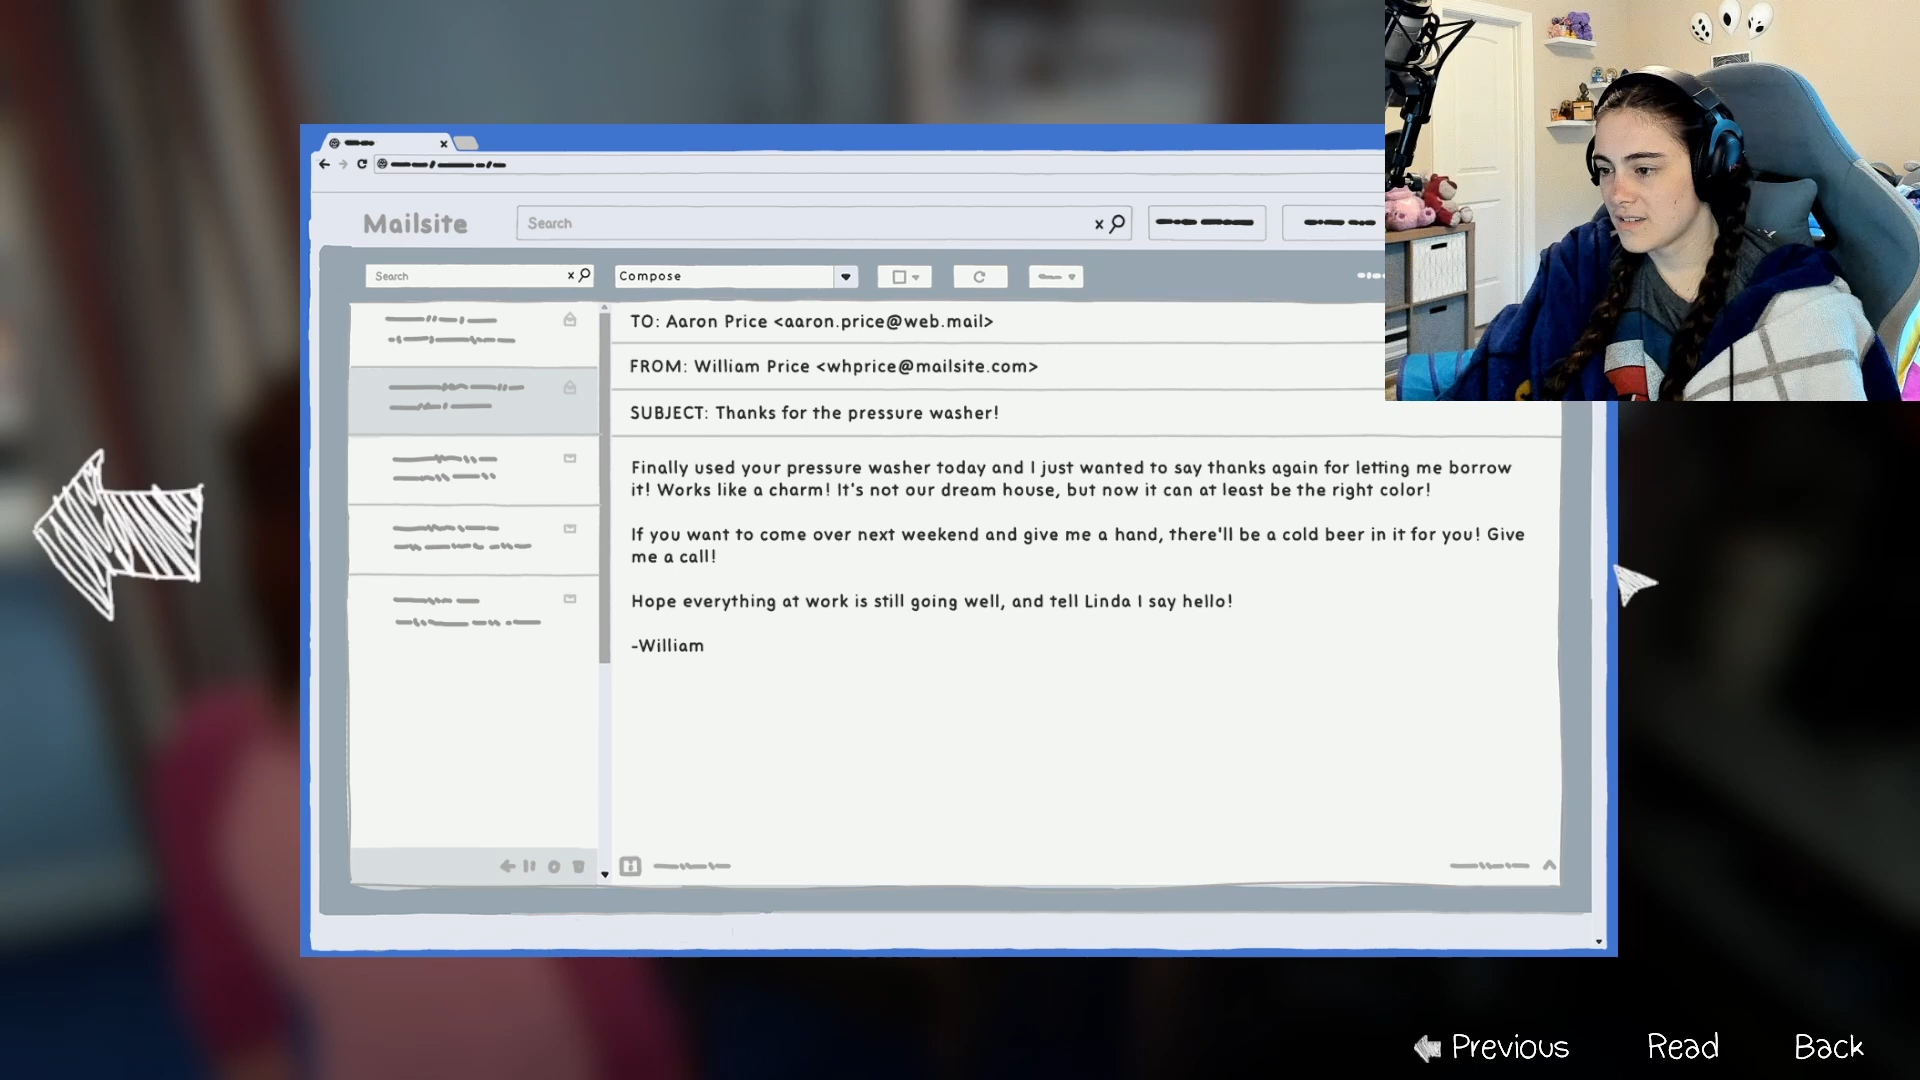 Mailsite
Search
x
Search
x
Compose
TO: Aaron Price <aaron.price@web.mail>
FROM: William Price <whprice@mailsite.com>
SUBJECT: Thanks for the pressure washer!
Finally used your pressure washer today and I just wanted to say thanks again for letting me borrow
it! Works like a charm! It's not our dream house, but now it can at least be the right color!
If you want to come over next weekend and give me a hand, there'll be a cold beer in it for you! Give
me a call!
Hope everything at work is still going well, and tell Linda I say hello!
-William
Previous
Read
Back